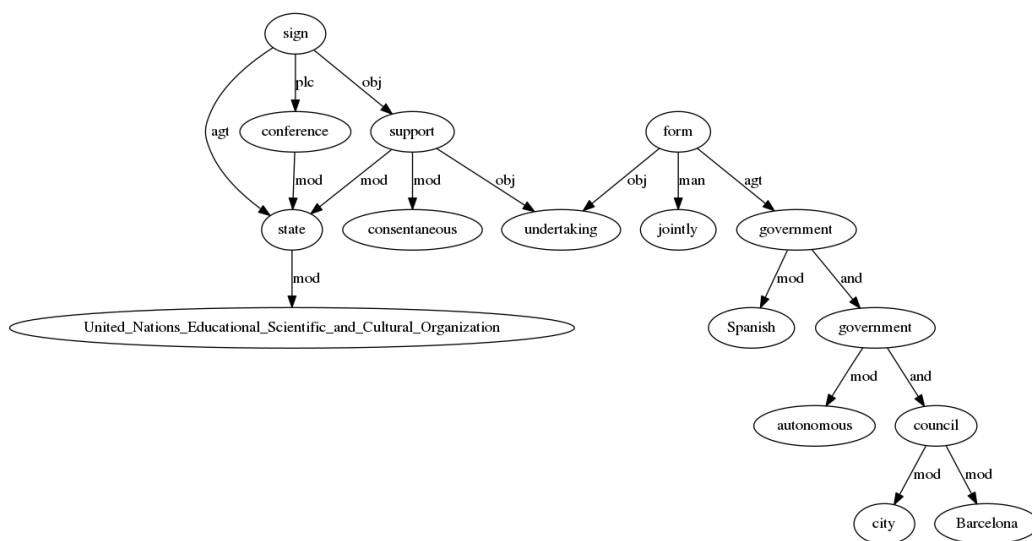 sign
agt plc obj
conference support form
mod mod mod obj obj man agt
state consentaneous undertaking jointly government
mod mod and
United_Nations_Educational_Scientific_and_Cultural_Organization Spanish government
mod and
autonomous council
mod mod
city Barcelona